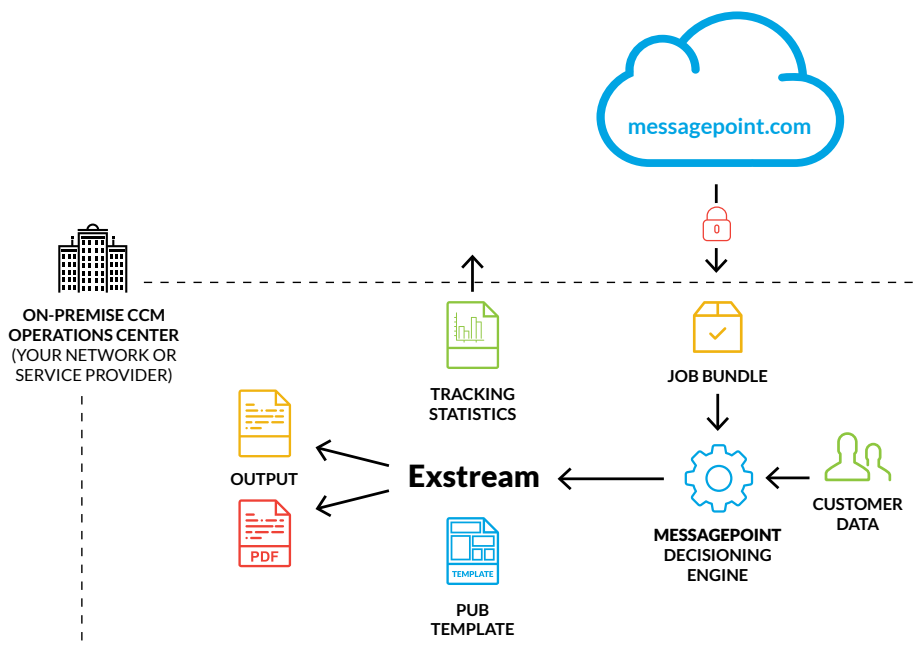 messagepoint.com
ON-PREMISE CCM
OPERATIONS CENTER
(YOUR NETWORK OR
SERVICE PROVIDER)
TRACKING
STATISTICS
JOB BUNDLE
OUTPUT
PDF
Exstream
TEMPLATE
PUB
TEMPLATE
MESSAGEPOINT
DECISIONING
ENGINE
CUSTOMER
DATA